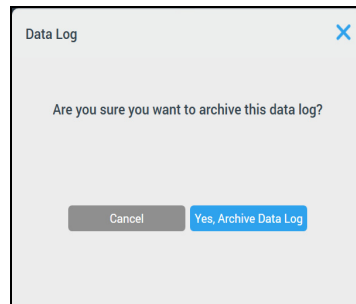 Data Log
Are you sure you want to archive this data log?
Cancel
Yes, Archive Data Log